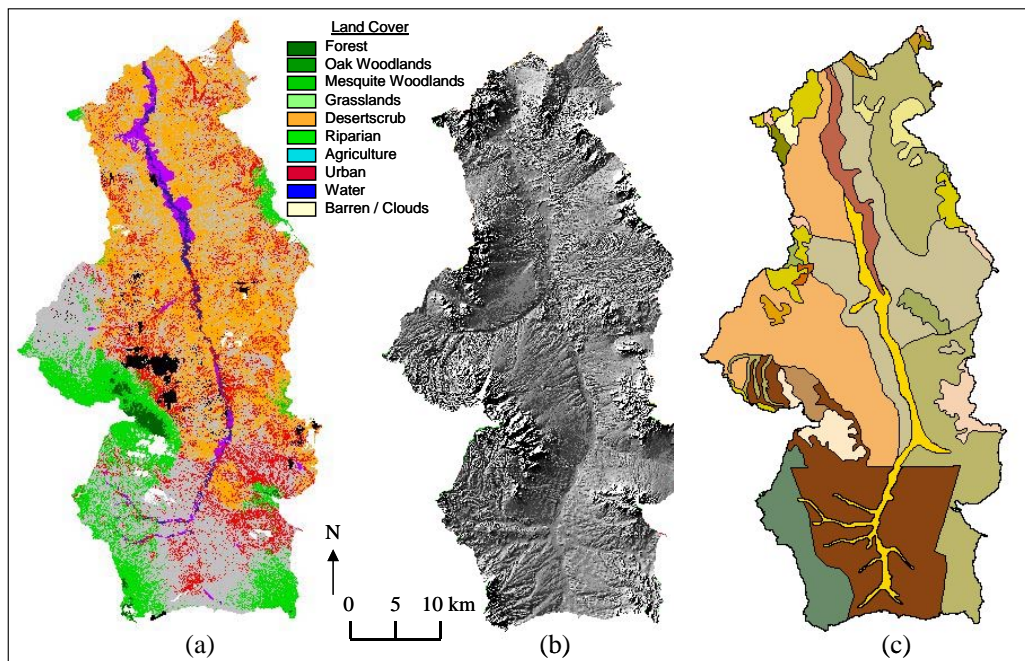 Land Cover
Forest
Oak Woodlands
Mesquite Woodlands
Grasslands
Desertscrub
Riparian
Agriculture
Urban
Water
Barren / Clouds
N
0 5 10 km
(a) (b) (c)